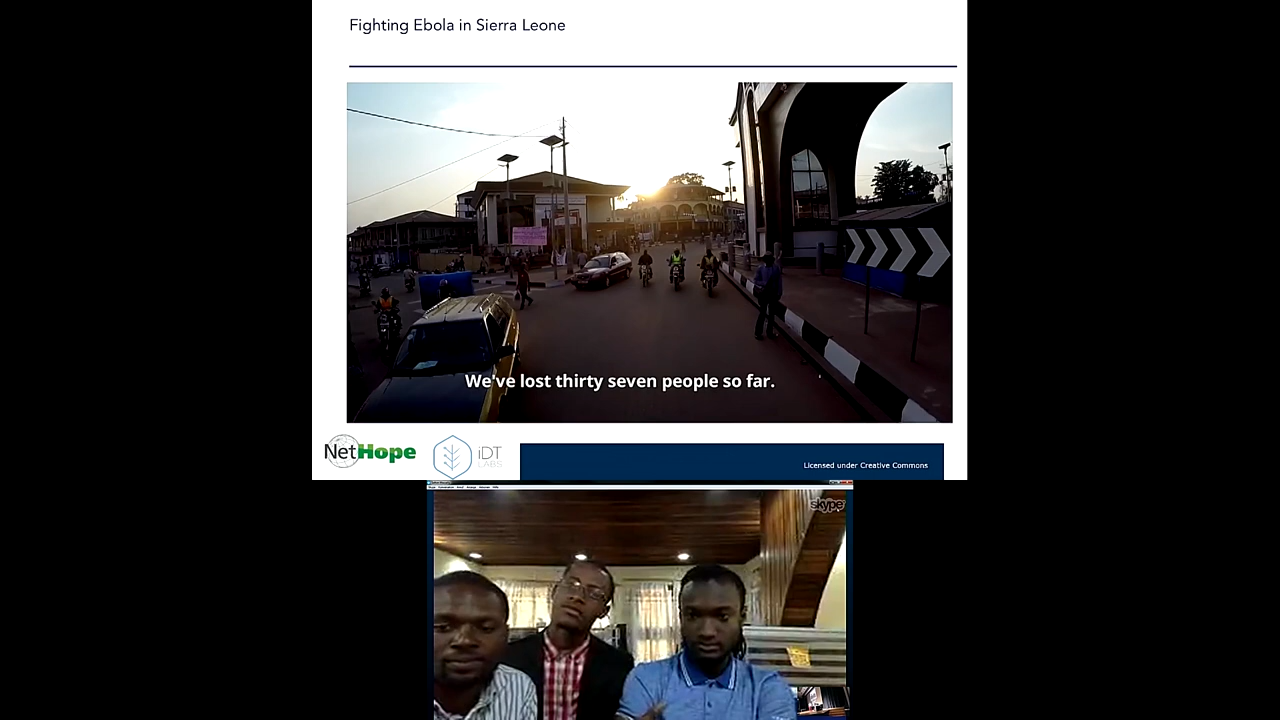 Fighting Ebola in Sierra Leone
We've lost thirty seven people so far.
NetHope
iDT
LABS
Licensed under Creative Commons
skype